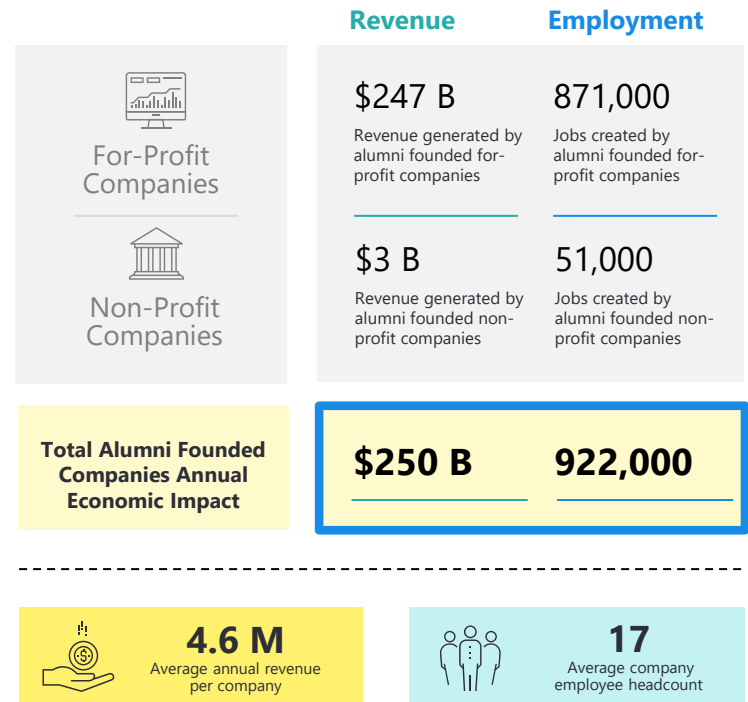 Revenue
Employment
For-Profit
Companies
$247 B
Revenue generated by
alumni founded for-
profit companies
871,000
Jobs created by
alumni founded for-
profit companies
Non-Profit
Companies
$3 B
Revenue generated by
alumni founded non-
profit companies
51,000
Jobs created by
alumni founded non-
profit companies
Total Alumni Founded
Companies Annual
Economic Impact
$250 B
922,000
4.6 M
Average annual revenue
per company
17
Average company
employee headcount